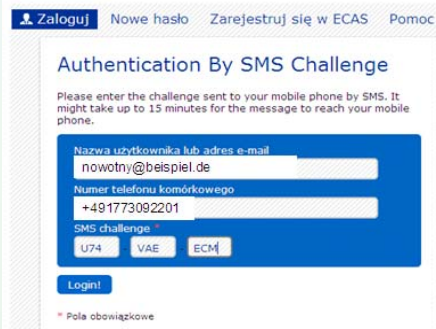 Zaloguj Nowe hasło Zarejestruj się w ECAS Pomoc
Authentication By SMS Challenge
Please enter the challenge sent to your mobile phone by SMS. It
might take up to 15 minutes for the message to reach your mobile
phone.
Nazwa użytkownika lub adres e-mail
nowotny@beispiel.de
Numer telefonu komórkowego
+491773092201
SMS challenge *
U74 - VAE - ECM
Login!
* Pola obowiązkowe